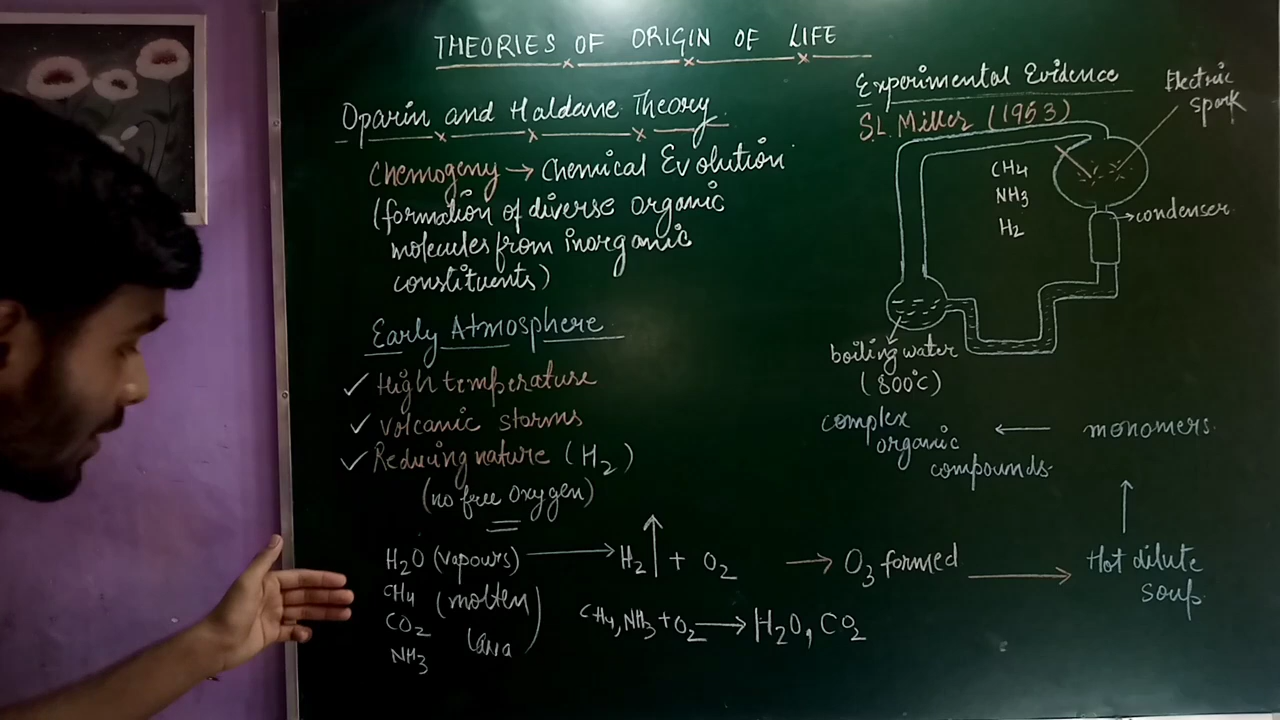 THEORIES OF ORIGIN OF LIFE
Oparin and Haldane Theory
Chemogeny → Chemical Evolution
(formation of diverse organic
molecules from inorganic
constituents)
Early Atmosphere
✓ High temperature
✓ Volcanic storms
✓ Reducing nature (H₂)
(no free oxygen)
H₂O (vapours) → H₂↑ + O₂ → O₃ formed → Hot dilute
soup
CH₄ (molten
CO₂ lava)
NH₃
CH₄, NH₃ + O₂ → H₂O, CO₂
Experimental Evidence
S.L. Miller (1953)
Electric
spark
CH₄
NH₃
H₂
condenser
boiling water
(800°C)
complex
organic
compounds
← monomers
↑